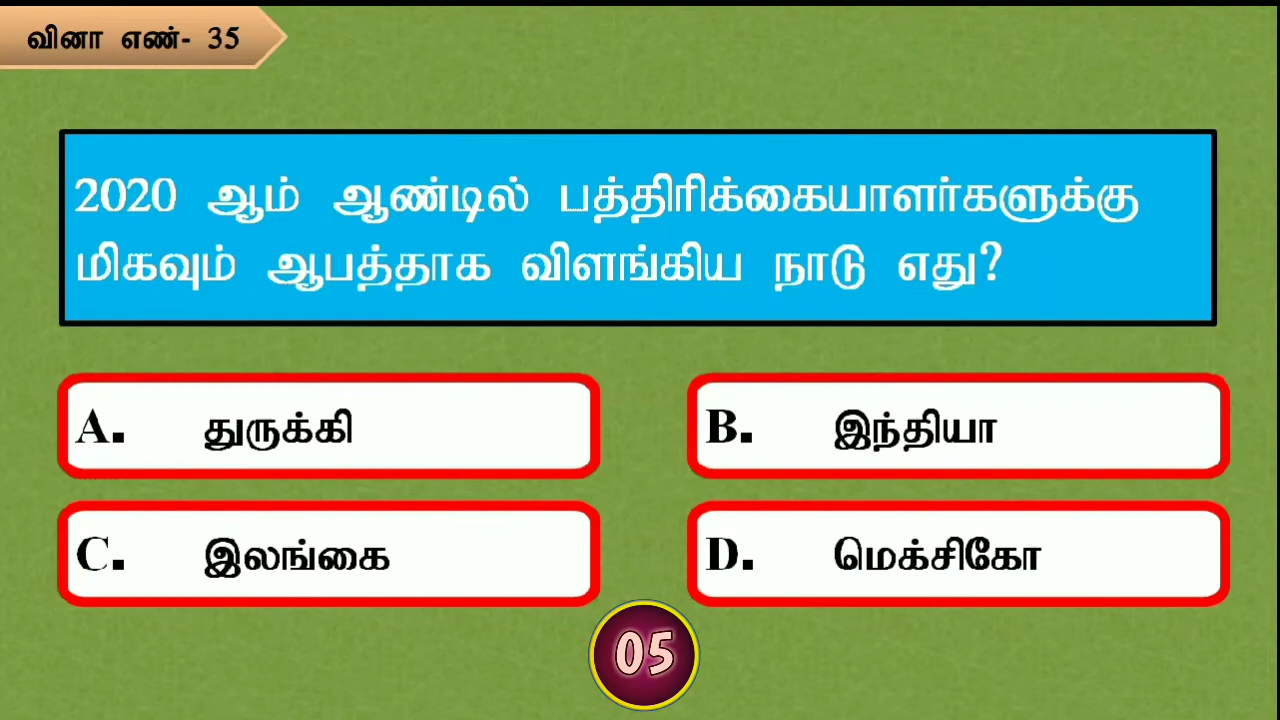 வினா எண்- 35
2020 ஆம் ஆண்டில் பத்திரிக்கையாளர்களுக்கு
மிகவும் ஆபத்தாக விளங்கிய நாடு எது?
A. துருக்கி
B. இந்தியா
C. இலங்கை
D. மெக்சிகோ
05